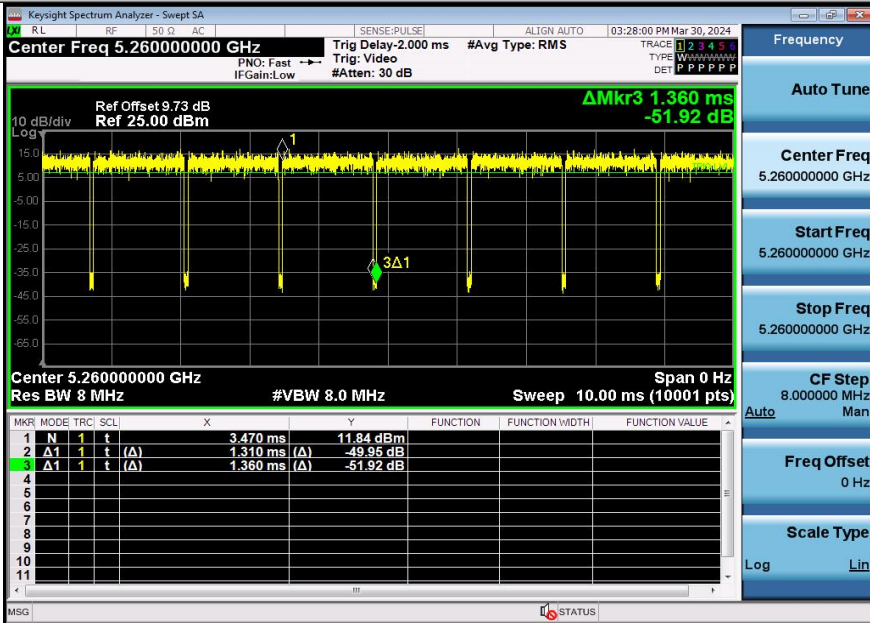 Keysight Spectrum Analyzer - Swept SA
LXI RL RF 50 Ω AC SENSE:PULSE ALIGN AUTO 03:28:00 PM Mar 30, 2024
Center Freq 5.260000000 GHz
PNO: Fast
IFGain:Low
Trig Delay-2.000 ms
Trig: Video
#Atten: 30 dB
#Avg Type: RMS
TRACE 1 2 3 4 5 6
TYPE WWWWWW
DET P P P P P P
ΔMkr3 1.360 ms
-51.92 dB
Ref Offset 9.73 dB
10 dB/div Ref 25.00 dBm
Log
15.0
5.00
-5.00
-15.0
-25.0
-35.0
-45.0
-55.0
-65.0
1
3Δ1
Center 5.260000000 GHz Span 0 Hz
Res BW 8 MHz #VBW 8.0 MHz Sweep 10.00 ms (10001 pts)
MKR MODE TRC SCL X Y FUNCTION FUNCTION WIDTH FUNCTION VALUE
1 N 1 t 3.470 ms 11.84 dBm
2 Δ1 1 t (Δ) 1.310 ms (Δ) -49.95 dB
3 Δ1 1 t (Δ) 1.360 ms (Δ) -51.92 dB
4
5
6
7
8
9
10
11
MSG STATUS
Frequency
Auto Tune
Center Freq
5.260000000 GHz
Start Freq
5.260000000 GHz
Stop Freq
5.260000000 GHz
CF Step
8.000000 MHz
Auto Man
Freq Offset
0 Hz
Scale Type
Log Lin